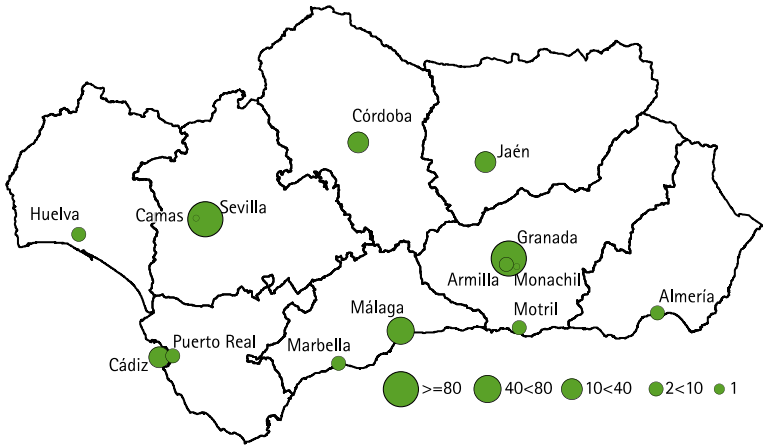 Córdoba
Jaén
Huelva
Camas
Sevilla
Granada
Armilla
Monachil
Almería
Málaga
Motril
Puerto Real
Marbella
Cádiz
>=80
40<80
10<40
2<10
1